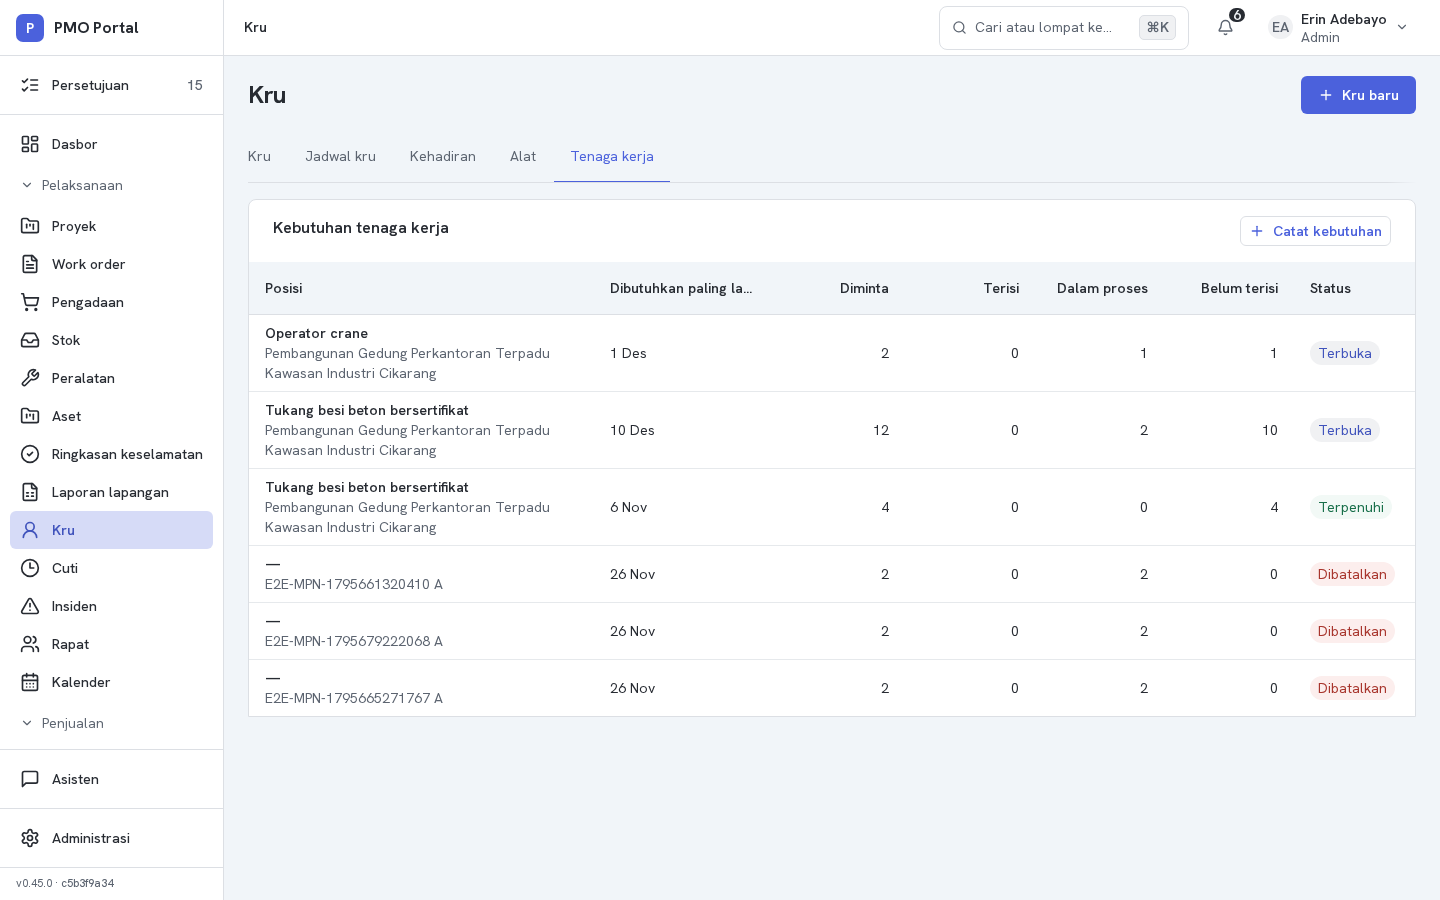 P PMO Portal
Kru
Cari atau lompat ke...
⌘K
6
EA
Erin Adebayo
Admin
Persetujuan 15
Dasbor
Pelaksanaan
Proyek
Work order
Pengadaan
Stok
Peralatan
Aset
Ringkasan keselamatan
Laporan lapangan
Kru
Cuti
Insiden
Rapat
Kalender
Penjualan
Asisten
Administrasi
v0.45.0 · c5b3f9a34
Kru
Kru baru
Kru Jadwal kru Kehadiran Alat Tenaga kerja
Kebutuhan tenaga kerja
Catat kebutuhan
Posisi Dibutuhkan paling la... Diminta Terisi Dalam proses Belum terisi Status
Operator crane
Pembangunan Gedung Perkantoran Terpadu
Kawasan Industri Cikarang
1 Des 2 0 1 1 Terbuka
Tukang besi beton bersertifikat
Pembangunan Gedung Perkantoran Terpadu
Kawasan Industri Cikarang
10 Des 12 0 2 10 Terbuka
Tukang besi beton bersertifikat
Pembangunan Gedung Perkantoran Terpadu
Kawasan Industri Cikarang
6 Nov 4 0 0 4 Terpenuhi
—
E2E-MPN-1795661320410 A
26 Nov 2 0 2 0 Dibatalkan
—
E2E-MPN-1795679222068 A
26 Nov 2 0 2 0 Dibatalkan
—
E2E-MPN-1795665271767 A
26 Nov 2 0 2 0 Dibatalkan